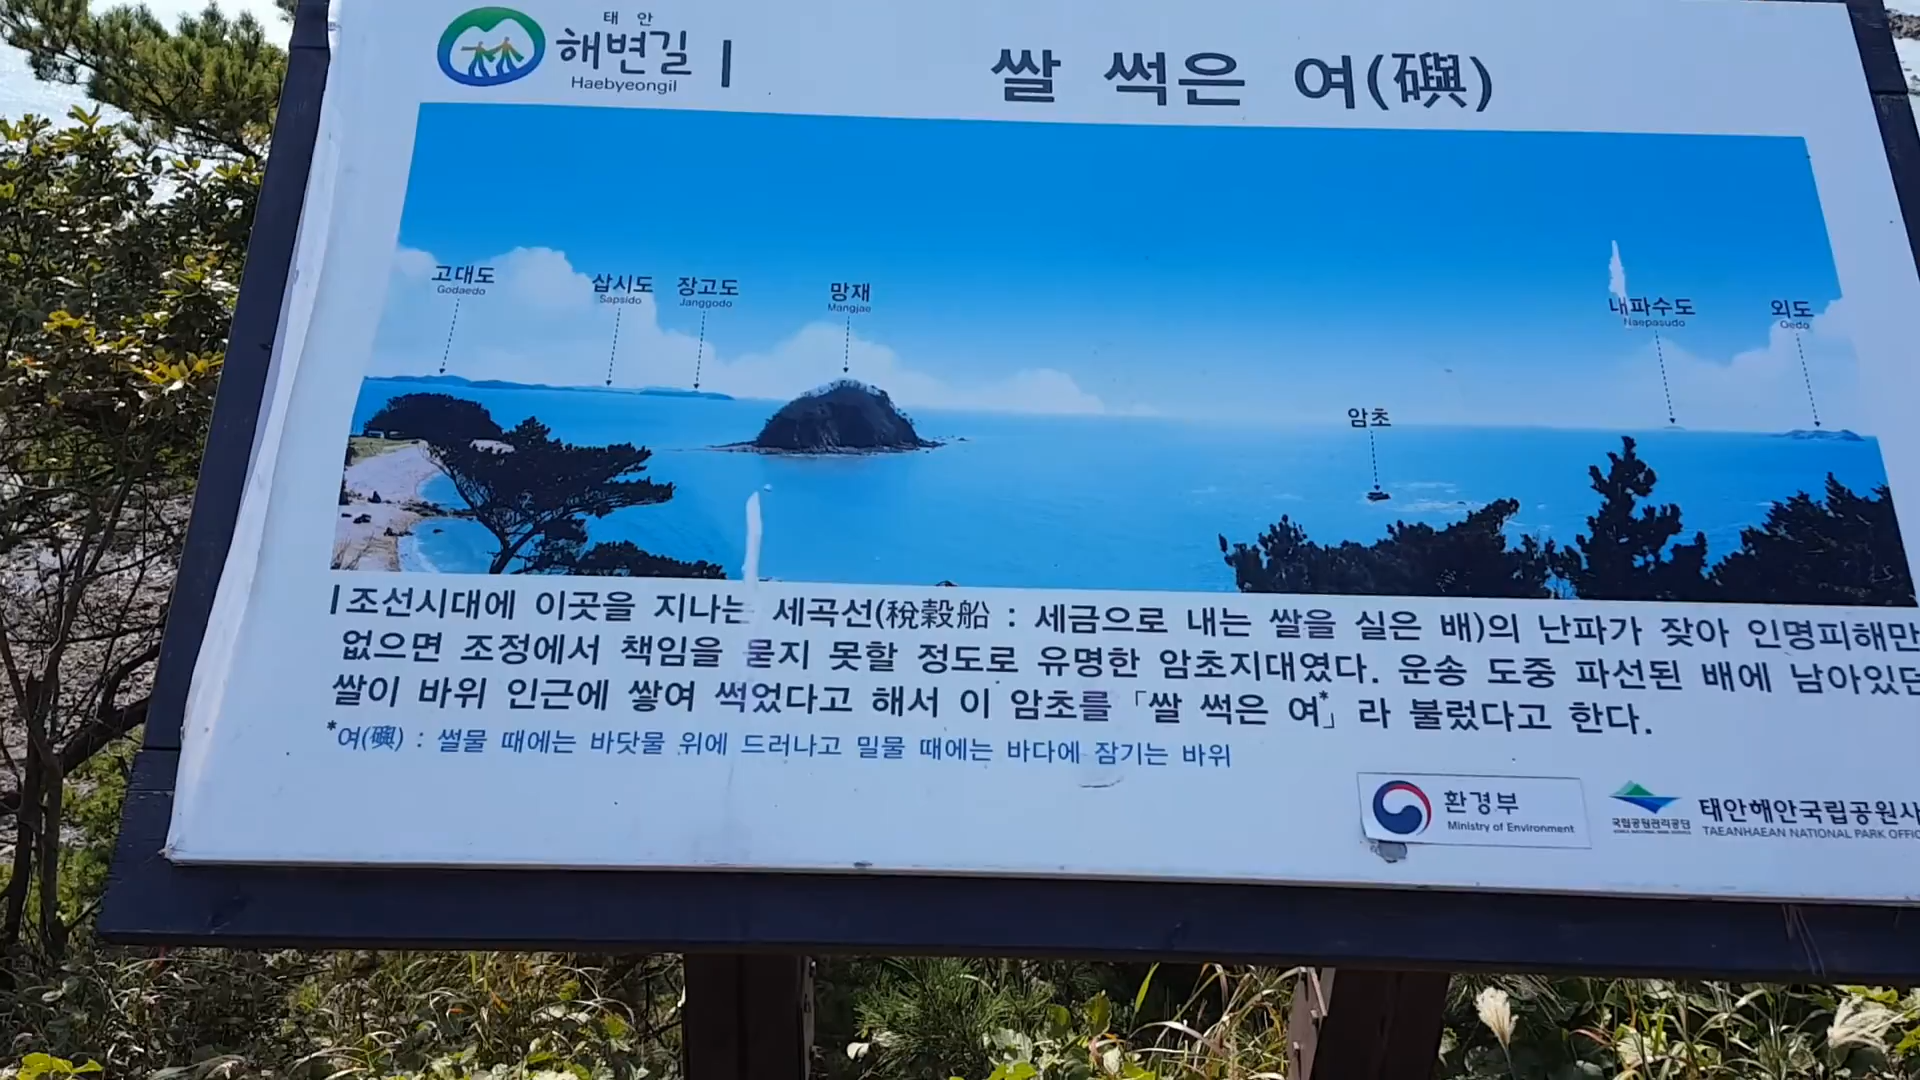 태안
해변길
Haebyeongil
쌀 썩은 여(礖)
고대도
Godaedo
삽시도
Sapsido
장고도
Janggodo
망재
Mangjae
암초
내파수도
Naepasudo
외도
Oedo
조선시대에 이곳을 지나는 세곡선(稅穀船 : 세금으로 내는 쌀을 실은 배)의 난파가 잦아 인명피해만
없으면 조정에서 책임을 묻지 못할 정도로 유명한 암초지대였다. 운송 도중 파선된 배에 남아있던
쌀이 바위 인근에 쌓여 썩었다고 해서 이 암초를 「쌀 썩은 여*」라 불렀다고 한다.
*여(礖) : 썰물 때에는 바닷물 위에 드러나고 밀물 때에는 바다에 잠기는 바위
환경부
Ministry of Environment
국립공원관리공단
태안해안국립공원사
TAEANHAEAN NATIONAL PARK OFFIC